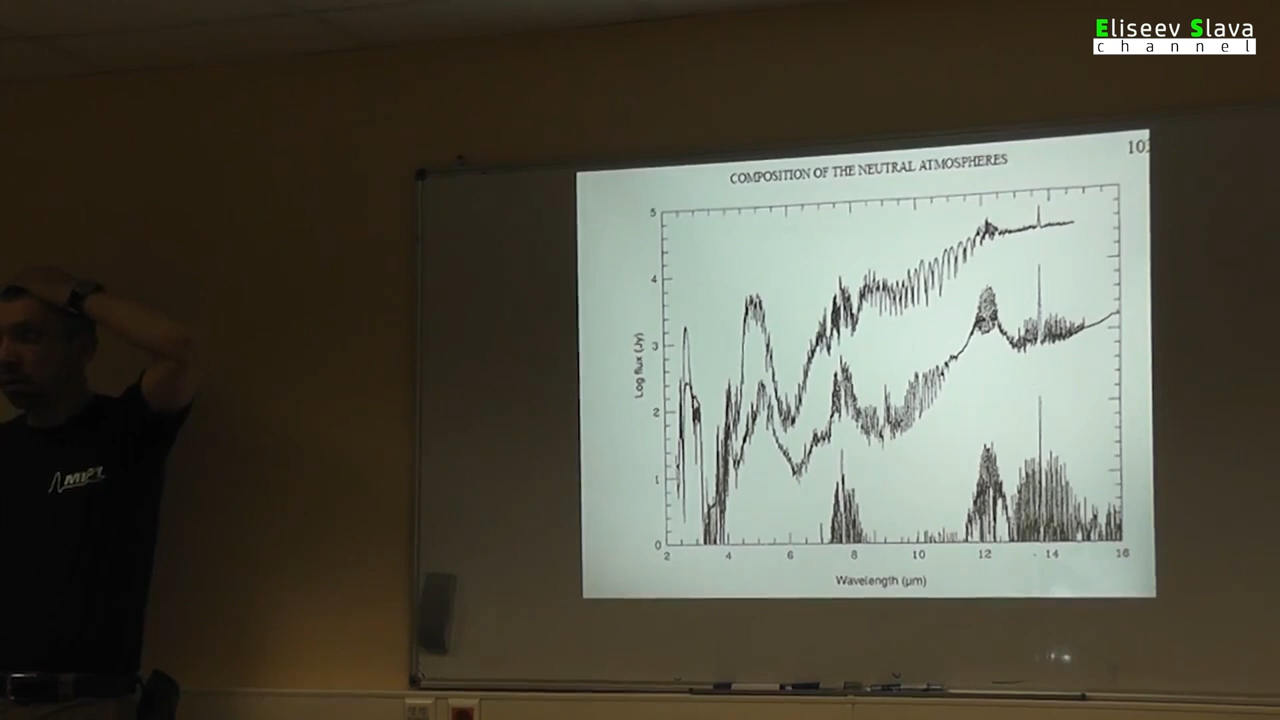 Eliseev Slava
channel
COMPOSITION OF THE NEUTRAL ATMOSPHERES
5
4
3
2
1
0
Log flux (Jy)
2 4 6 8 10 12 14 16
Wavelength (µm)
MIPT